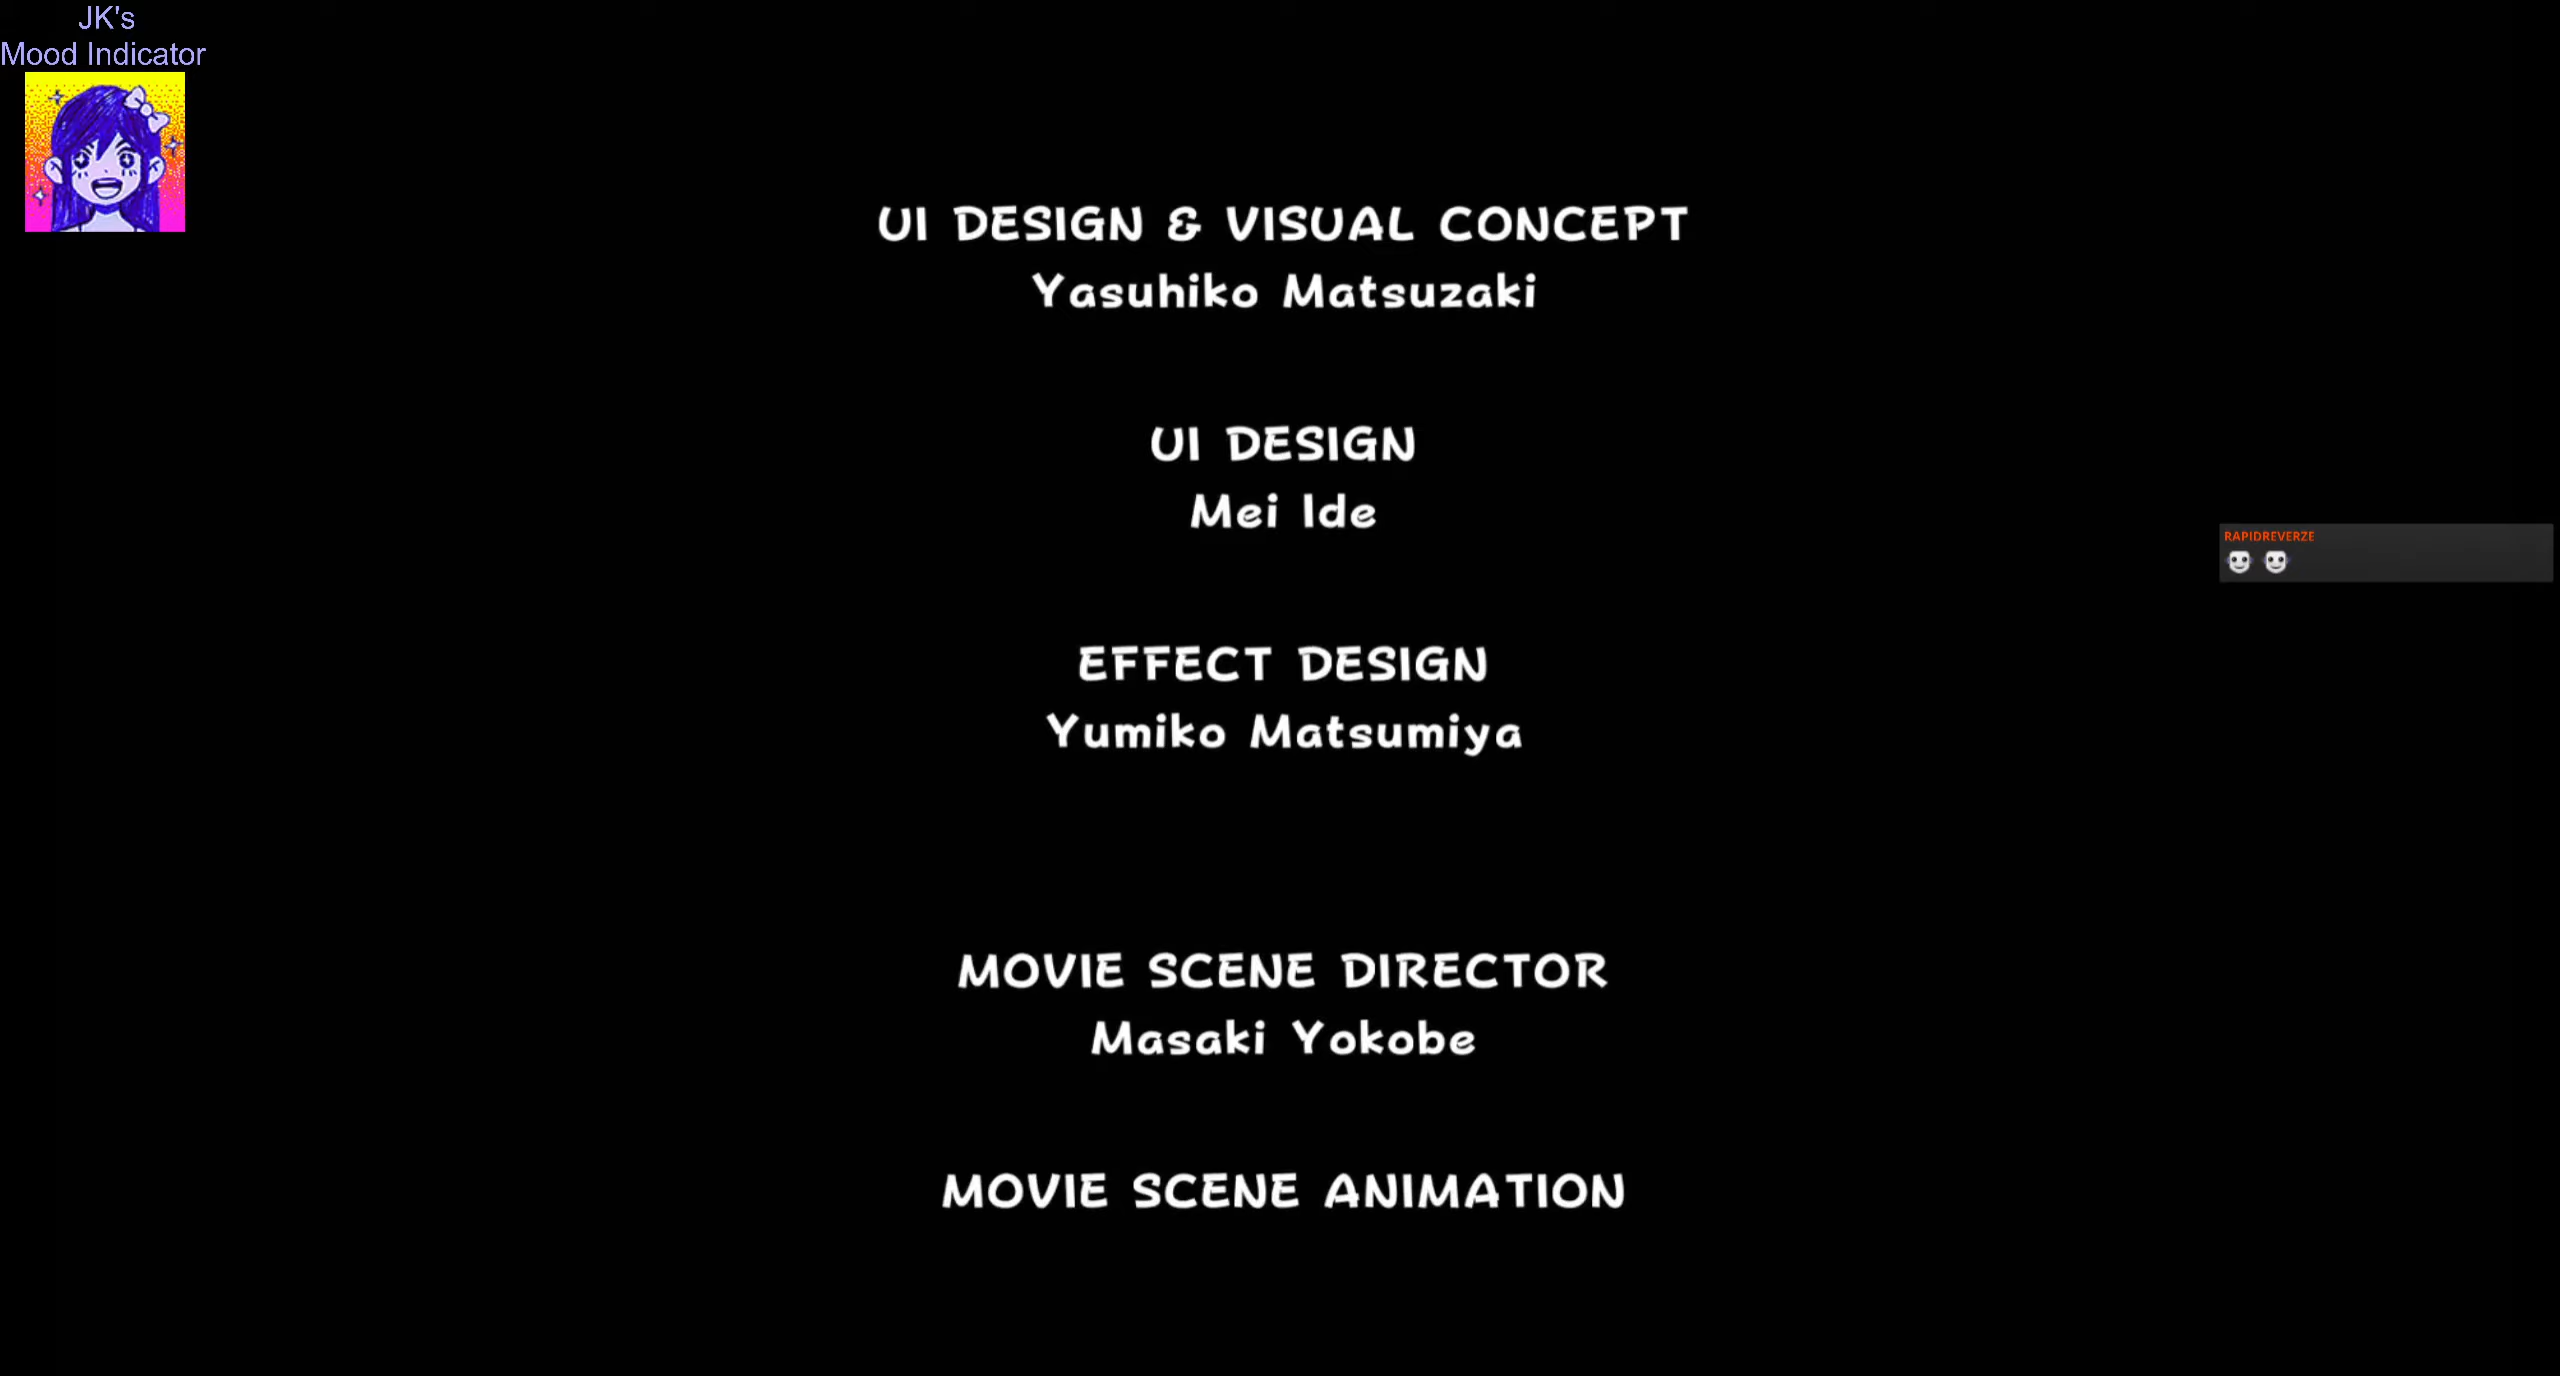 JK's
Mood Indicator
UI DESIGN & VISUAL CONCEPT
Yasuhiko Matsuzaki
UI DESIGN
Mei Ide
RAPIDREVERZE
EFFECT DESIGN
Yumiko Matsumiya
MOVIE SCENE DIRECTOR
Masaki Yokobe
MOVIE SCENE ANIMATION